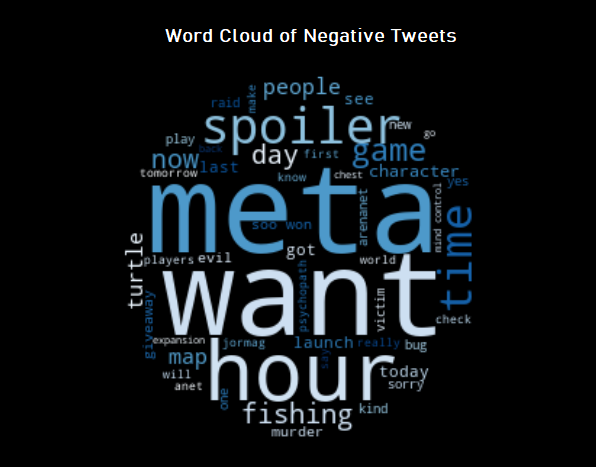 Word Cloud of Negative Tweets
people
make
see
raid
spoiler
new
go
play
back
day
first
game
now
last
tomorrow
know
chest
character
yes
meta
soo won
arenanet
mind control
turtle
players
evil
got
world
time
want
psychopath
victim
check
giveaway
expansion
jormag
launch
really
bug
map
say
hour
will
anet
today
sorry
one
fishing
kind
murder